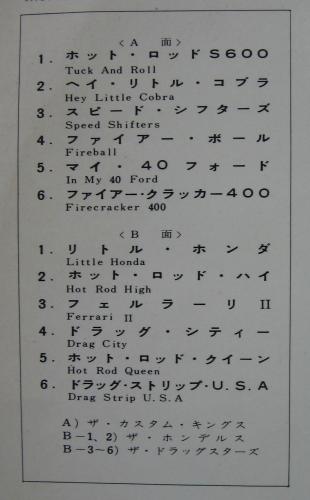 〈A 面〉
1. ホット・ロッドS600
Tuck And Roll
2. ヘイ・リトル・コブラ
Hey Little Cobra
3. スピード・シフターズ
Speed Shifters
4. ファイアー・ボール
Fireball
5. マイ・40フォード
In My 40 Ford
6. ファイアー・クラッカー400
Firecracker 400
〈B 面〉
1. リトル・ホンダ
Little Honda
2. ホット・ロッド・ハイ
Hot Rod High
3. フェルラーリⅡ
Ferrari Ⅱ
4. ドラッグ・シティー
Drag City
5. ホット・ロッド・クイーン
Hot Rod Queen
6. ドラッグ・ストリップ・U.S.A
Drag Strip U.S.A
A) ザ・カスタム・キングス
B－1、2) ザ・ホンデルス
B－3~6) ザ・ドラッグスターズ